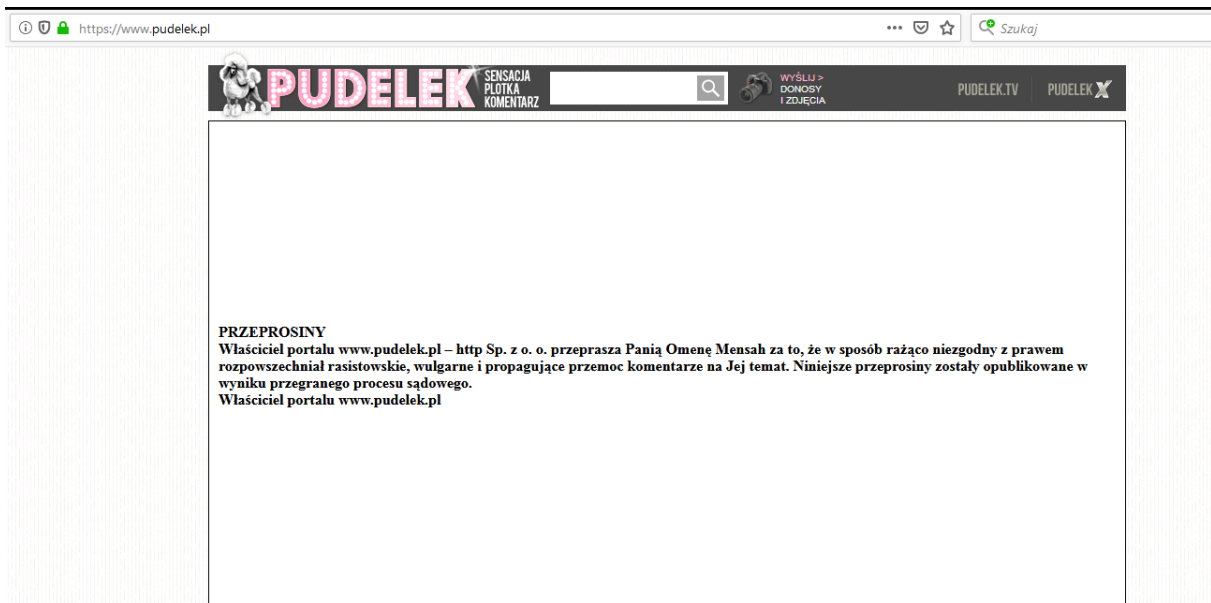 https://www.pudelek.pl
Szukaj
PUDELEK
SENSACJA
PLOTKA
KOMENTARZ
WYŚLIJ >
DONOSY
I ZDJĘCIA
PUDELEK.TV
PUDELEK X
PRZEPROSINY
Właściciel portalu www.pudelek.pl – http Sp. z o. o. przeprasza Panią Omenę Mensah za to, że w sposób rażąco niezgodny z prawem
rozpowszechniał rasistowskie, wulgarne i propagujące przemoc komentarze na Jej temat. Niniejsze przeprosiny zostały opublikowane w
wyniku przegranego procesu sądowego.
Właściciel portalu www.pudelek.pl